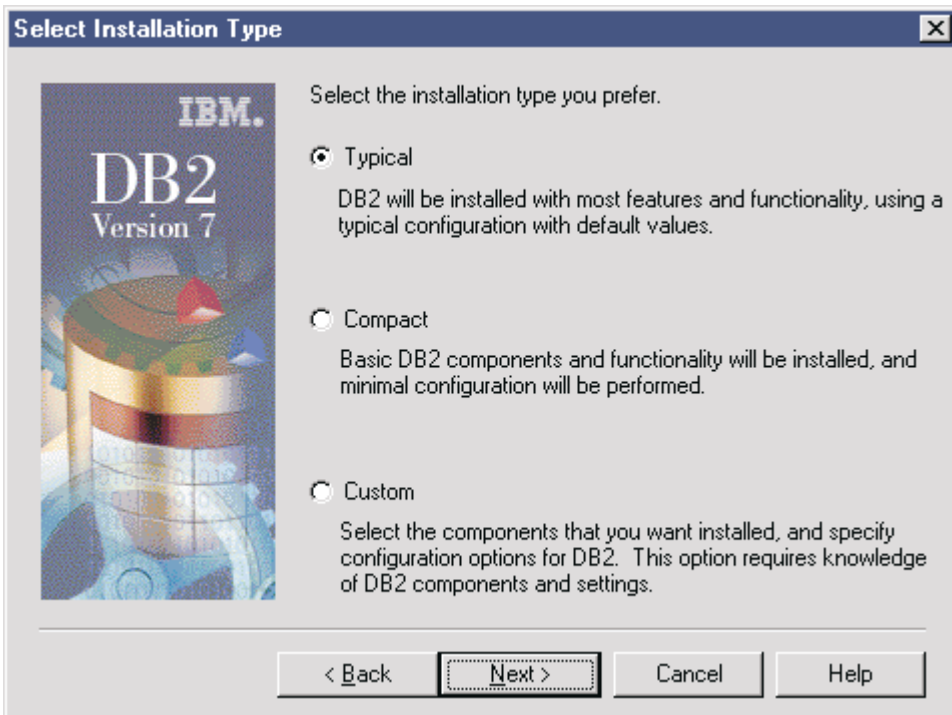 Select Installation Type
IBM.
DB2
Version 7
Select the installation type you prefer.
Typical
DB2 will be installed with most features and functionality, using a
typical configuration with default values.
Compact
Basic DB2 components and functionality will be installed, and
minimal configuration will be performed.
Custom
Select the components that you want installed, and specify
configuration options for DB2.  This option requires knowledge
of DB2 components and settings.
< Back
Next >
Cancel
Help